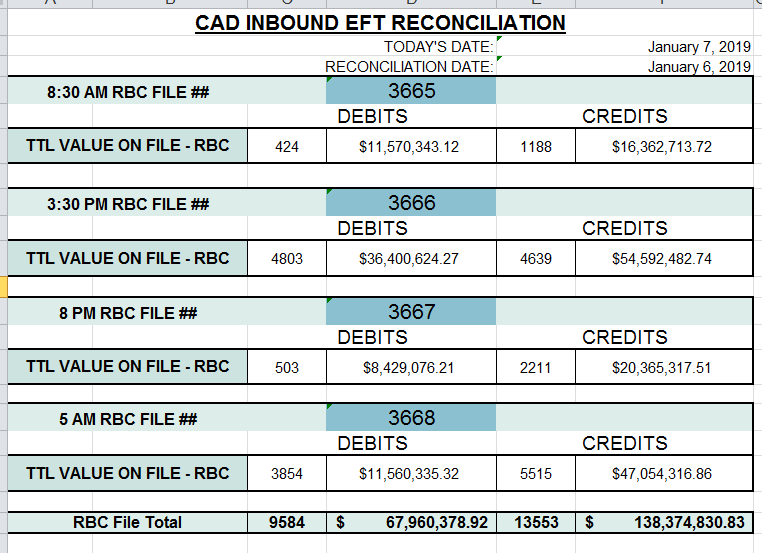 CAD INBOUND EFT RECONCILIATION
TODAY'S DATE: January 7, 2019
RECONCILIATION DATE: January 6, 2019
8:30 AM RBC FILE ## 3665
DEBITS CREDITS
TTL VALUE ON FILE - RBC 424 $11,570,343.12 1188 $16,362,713.72
3:30 PM RBC FILE ## 3666
DEBITS CREDITS
TTL VALUE ON FILE - RBC 4803 $36,400,624.27 4639 $54,592,482.74
8 PM RBC FILE ## 3667
DEBITS CREDITS
TTL VALUE ON FILE - RBC 503 $8,429,076.21 2211 $20,365,317.51
5 AM RBC FILE ## 3668
DEBITS CREDITS
TTL VALUE ON FILE - RBC 3854 $11,560,335.32 5515 $47,054,316.86
RBC File Total 9584 $ 67,960,378.92 13553 $ 138,374,830.83